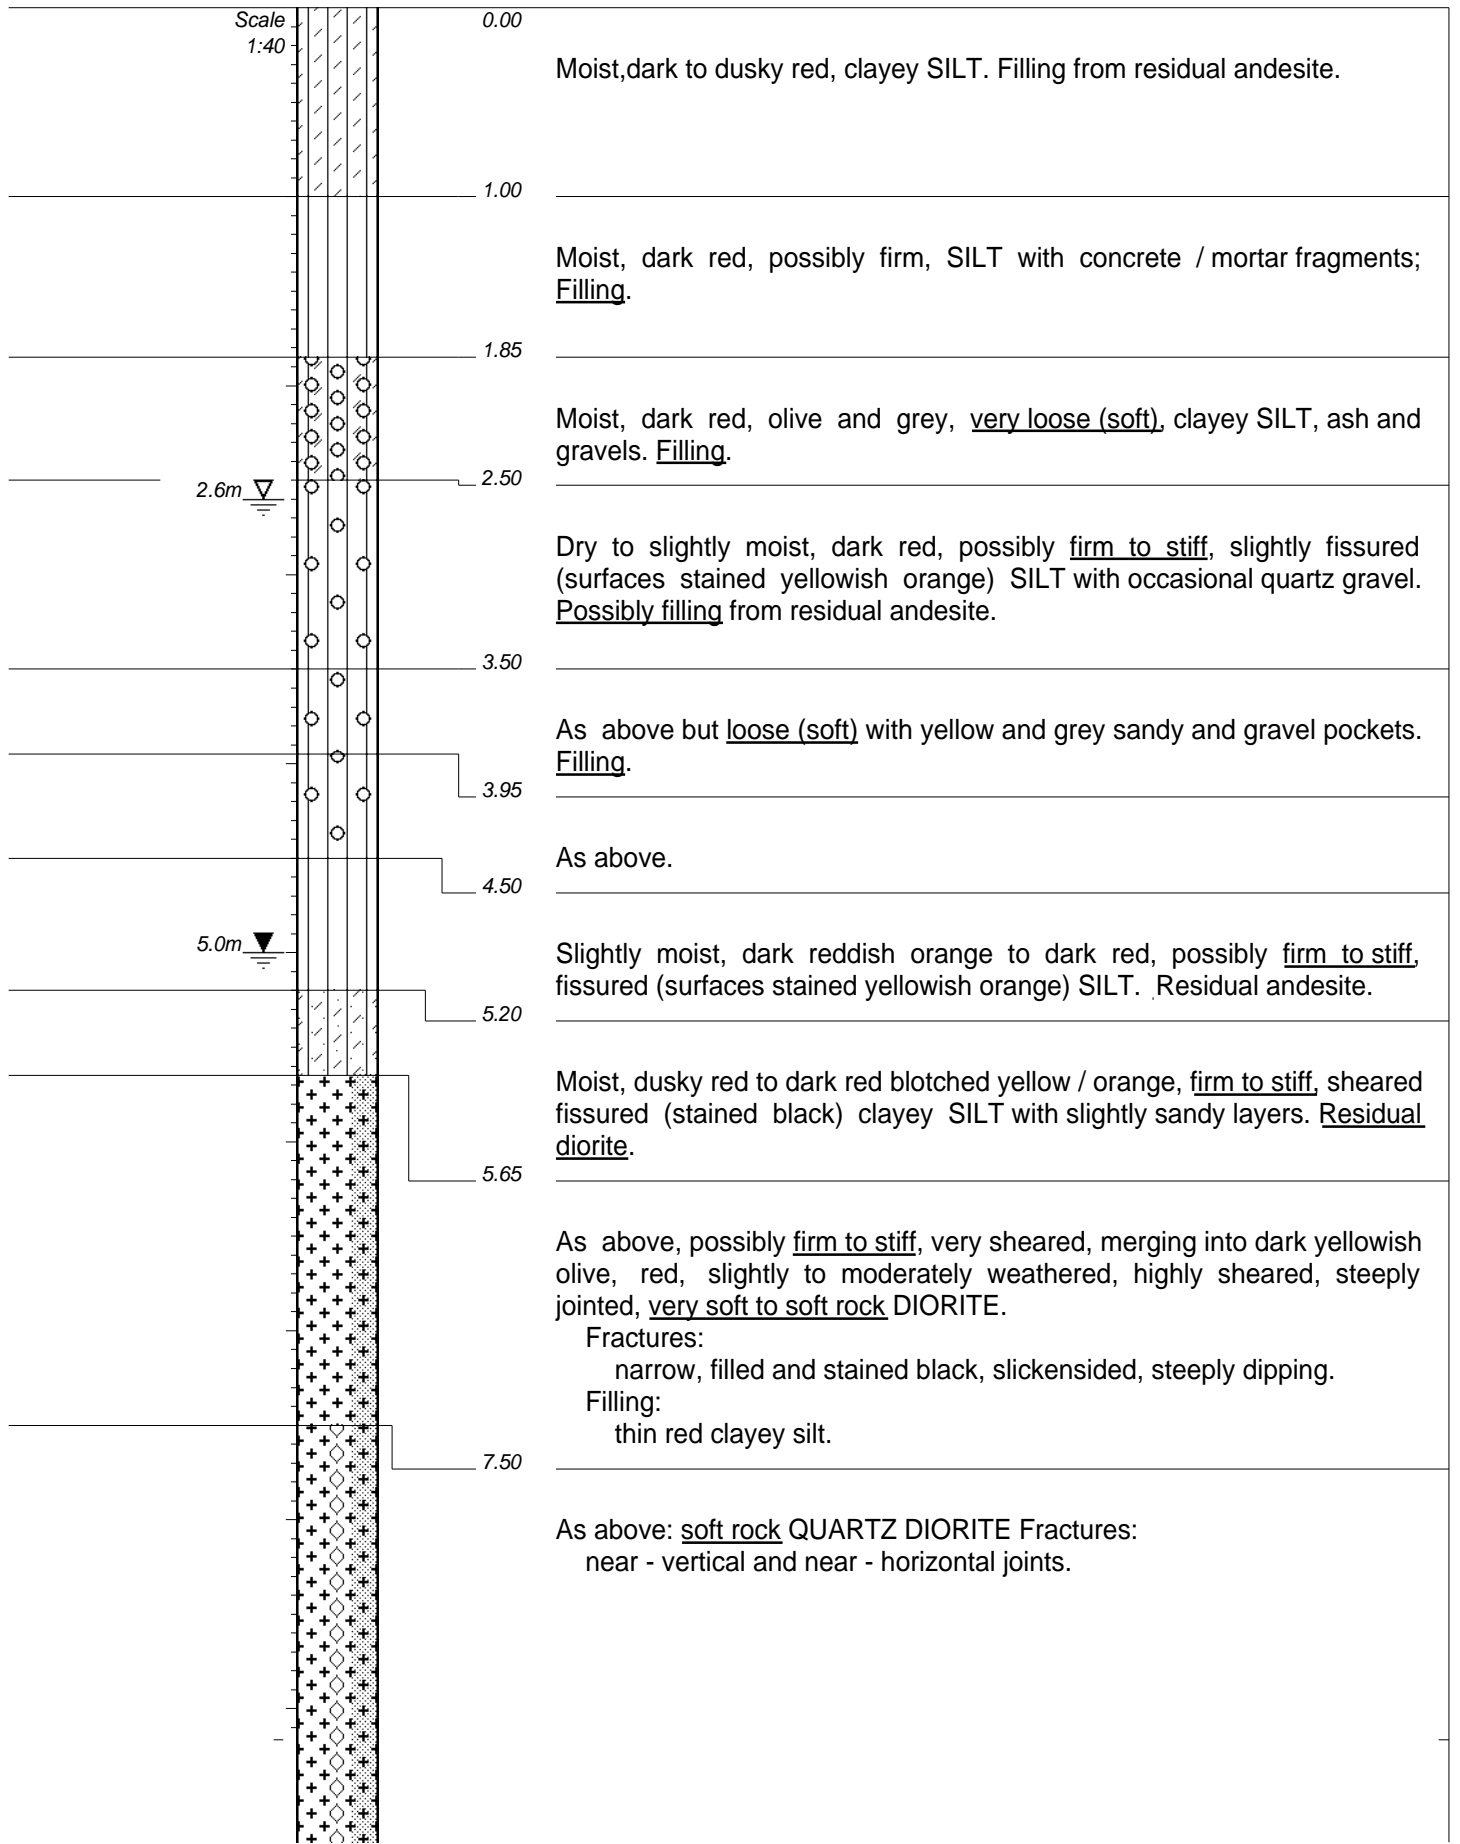 Scale
1:40
0.00
Moist,dark to dusky red, clayey SILT. Filling from residual andesite.
1.00
Moist, dark red, possibly firm, SILT with concrete / mortar fragments;
Filling.
1.85
Moist, dark red, olive and grey, very loose (soft), clayey SILT, ash and
gravels. Filling.
2.50
2.6m
Dry to slightly moist, dark red, possibly firm to stiff, slightly fissured
(surfaces stained yellowish orange) SILT with occasional quartz gravel.
Possibly filling from residual andesite.
3.50
As above but loose (soft) with yellow and grey sandy and gravel pockets.
Filling.
3.95
As above.
4.50
5.0m
Slightly moist, dark reddish orange to dark red, possibly firm to stiff,
fissured (surfaces stained yellowish orange) SILT. Residual andesite.
5.20
Moist, dusky red to dark red blotched yellow / orange, firm to stiff, sheared
fissured (stained black) clayey SILT with slightly sandy layers. Residual
diorite.
5.65
As above, possibly firm to stiff, very sheared, merging into dark yellowish
olive, red, slightly to moderately weathered, highly sheared, steeply
jointed, very soft to soft rock DIORITE.
Fractures:
narrow, filled and stained black, slickensided, steeply dipping.
Filling:
thin red clayey silt.
7.50
As above: soft rock QUARTZ DIORITE Fractures:
near - vertical and near - horizontal joints.